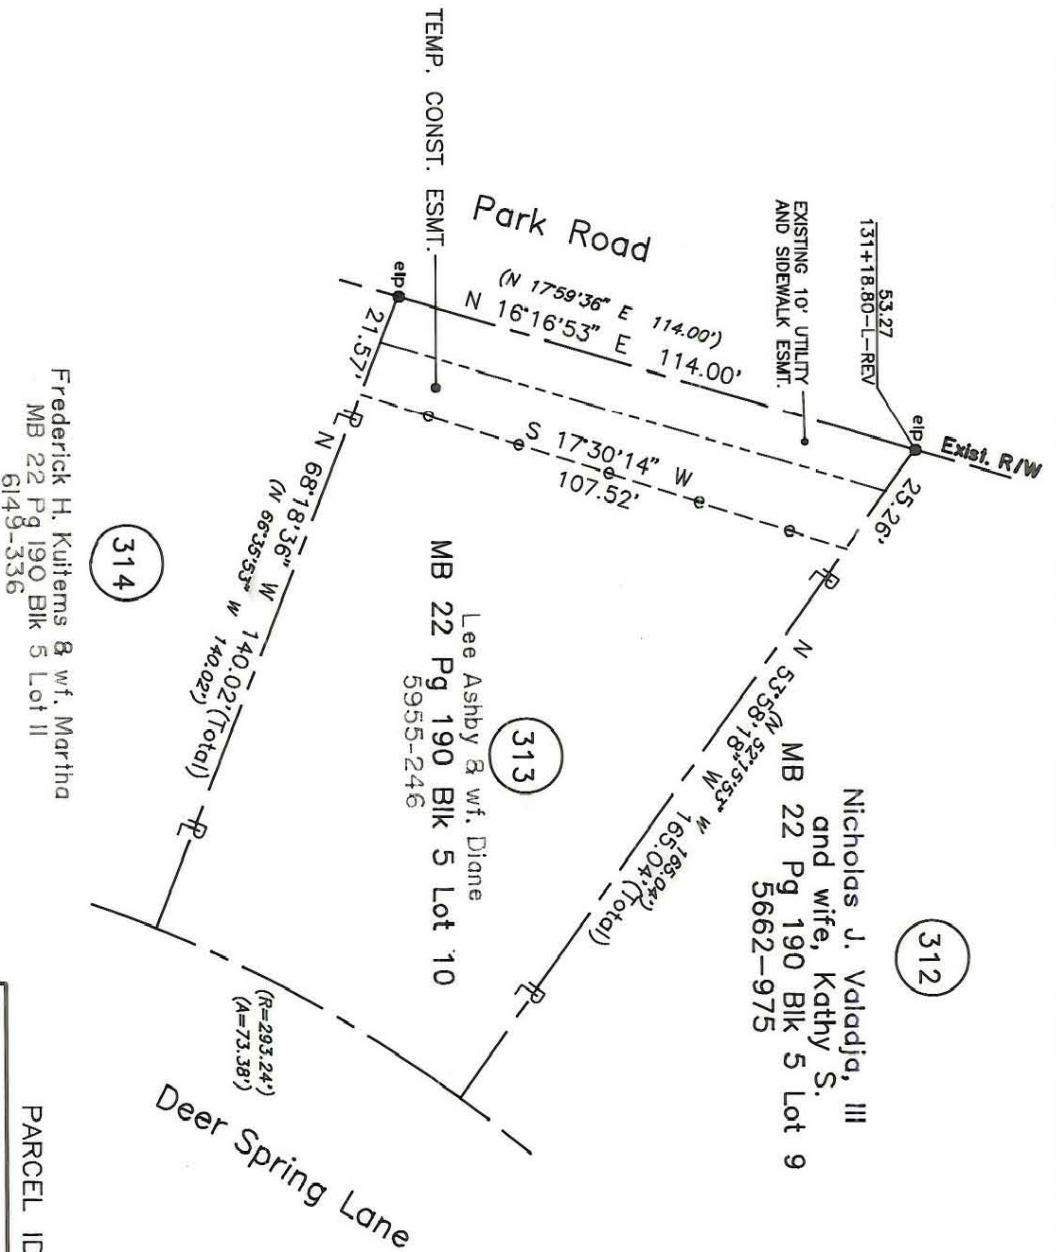 TEMP. CONST. ESMT.
Park Road
EXISTING 10' UTILITY
AND SIDEWALK ESMT.
53.27
131+18.80-L-REV
eip
(N 17°59'36" E 114.00')
N 16°16'53" E 114.00'
eip
Exist. R/W
21.57'
S 17°30'14" W
107.52'
25.26'
PL
PL
N 68°18'36" W 140.02'(Total)
(N 66°35'53" W 140.02')
N 53°58'18" W 165.04'(Total)
(N 52°15'53" W 165.04')
PL
PL
312
Nicholas J. Valadja, III
and wife, Kathy S.
MB 22 Pg 190 Blk 5 Lot 9
5662-975
313
Lee Ashby & wf. Diane
MB 22 Pg 190 Blk 5 Lot 10
5955-246
314
Frederick H. Kuitems & wf. Martha
MB 22 Pg 190 Blk 5 Lot 11
6149-336
(R=293.24')
(A=73.38')
Deer Spring Lane
PARCEL ID